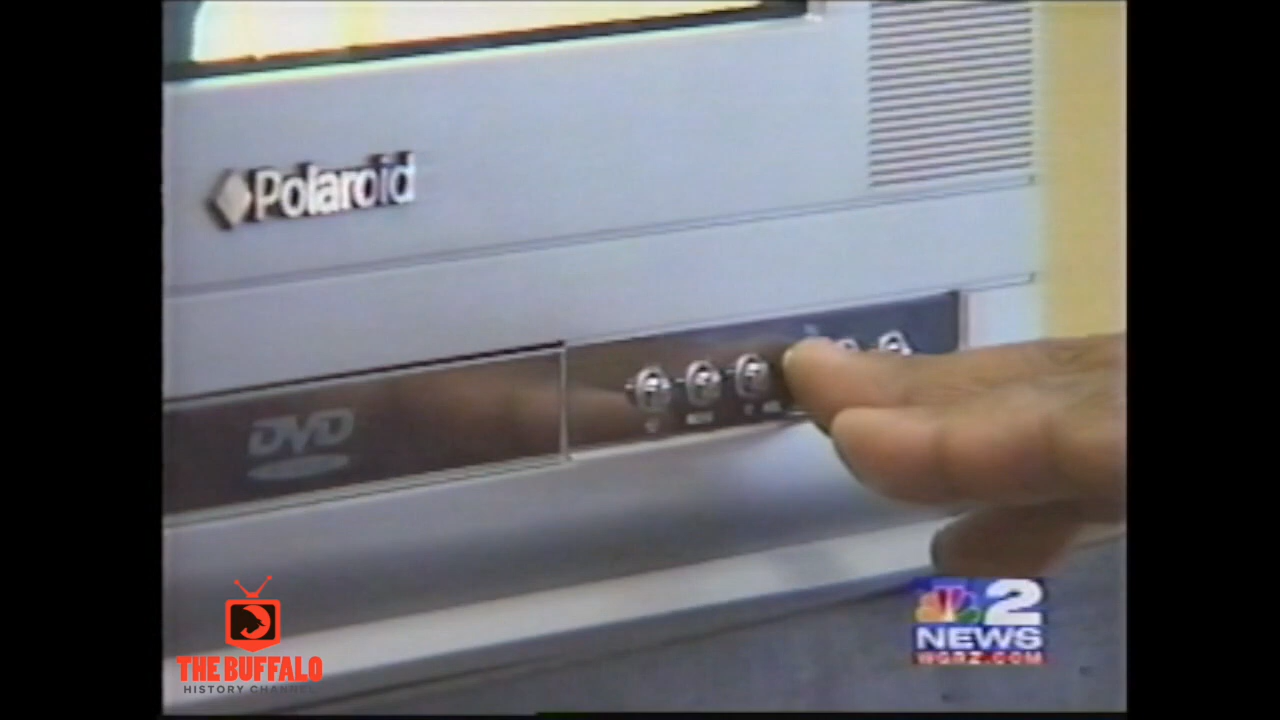 Polaroid
DVD
2
NEWS
WGRZ.COM
THE BUFFALO
HISTORY CHANNEL